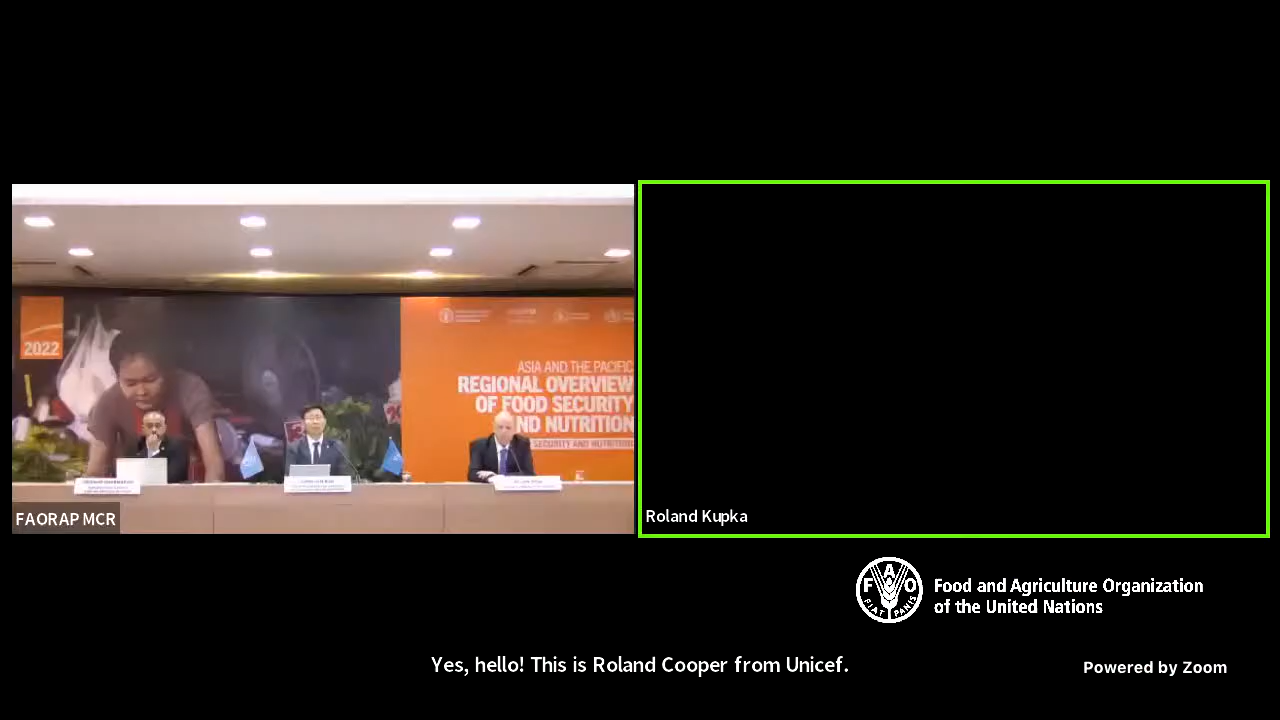 2022
ASIA AND THE PACIFIC
REGIONAL OVERVIEW
OF FOOD SECURITY
ND NUTRITION
SECURITY AND NUTRITION
FAORAP MCR
Roland Kupka
FAO
FIAT PANIS
Food and Agriculture Organization
of the United Nations
Yes, hello! This is Roland Cooper from Unicef.
Powered by Zoom